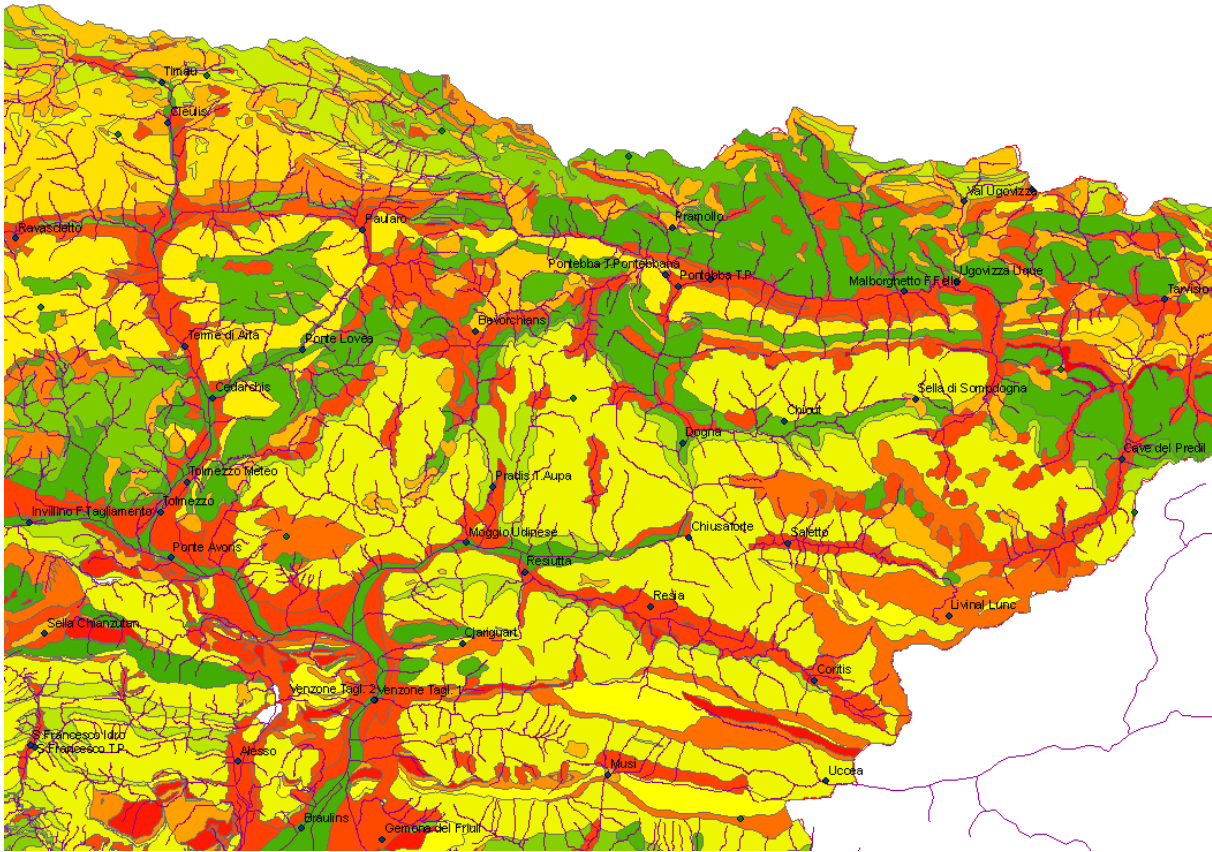 Timau
Cleulis
Val Ugovizza
Pramollo
Paularo
Ravascletto
Pontebba T.Pontebbana
Pontebba T.P.
Ugovizza Uque
Malborghetto F.Fella
Tarvisio
Bevorchians
Terme di Arta
Ponte Lovea
Cedarchis
Sella di Sompdogna
Chiout
Dogna
Cave del Predil
Tolmezzo Meteo
Pradis T.Aupa
Tolmezzo
Invillino F.Tagliamento
Chiusaforte
Moggio Udinese
Saletto
Ponte Avons
Resiutta
Resia
Livinal Lunc
Sella Chianzutan
Cjariguart
Coritis
Venzone Tagl. 2
Venzone Tagl. 1
S.Francesco Idro
S.Francesco T.P.
Alesso
Musi
Uccea
Braulins
Gemona del Friuli